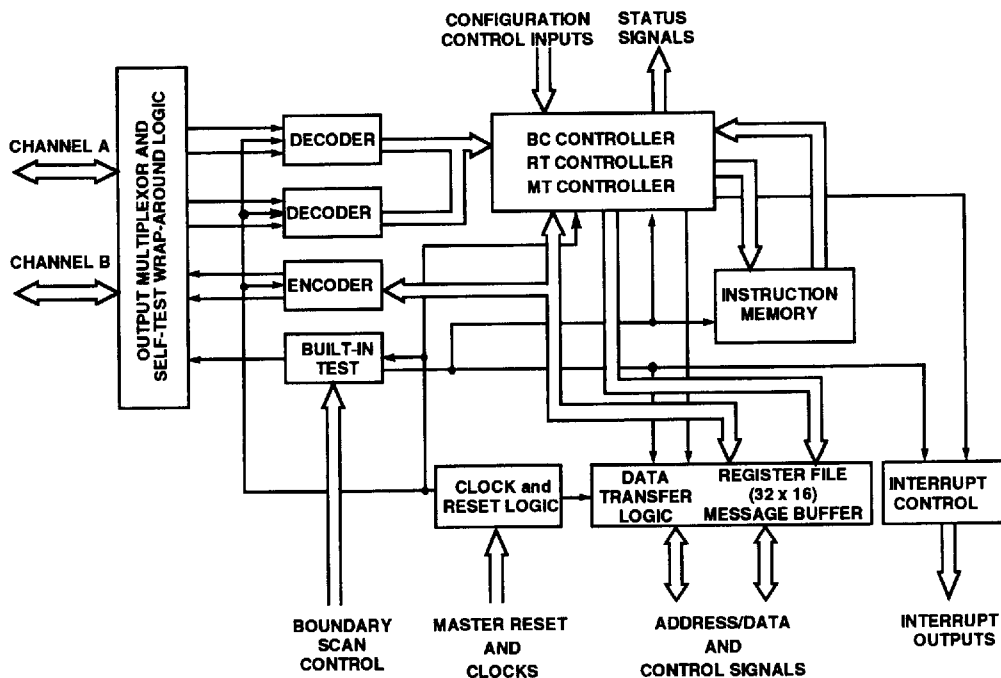 CONFIGURATION
CONTROL INPUTS
STATUS
SIGNALS
CHANNEL A
CHANNEL B
OUTPUT MULTIPLEXOR AND
SELF-TEST WRAP-AROUND LOGIC
DECODER
DECODER
ENCODER
BUILT-IN
TEST
BC CONTROLLER
RT CONTROLLER
MT CONTROLLER
INSTRUCTION
MEMORY
CLOCK and
RESET LOGIC
DATA
TRANSFER
LOGIC
REGISTER FILE
(32 x 16)
MESSAGE BUFFER
INTERRUPT
CONTROL
BOUNDARY
SCAN
CONTROL
MASTER RESET
AND
CLOCKS
ADDRESS/DATA
AND
CONTROL SIGNALS
INTERRUPT
OUTPUTS